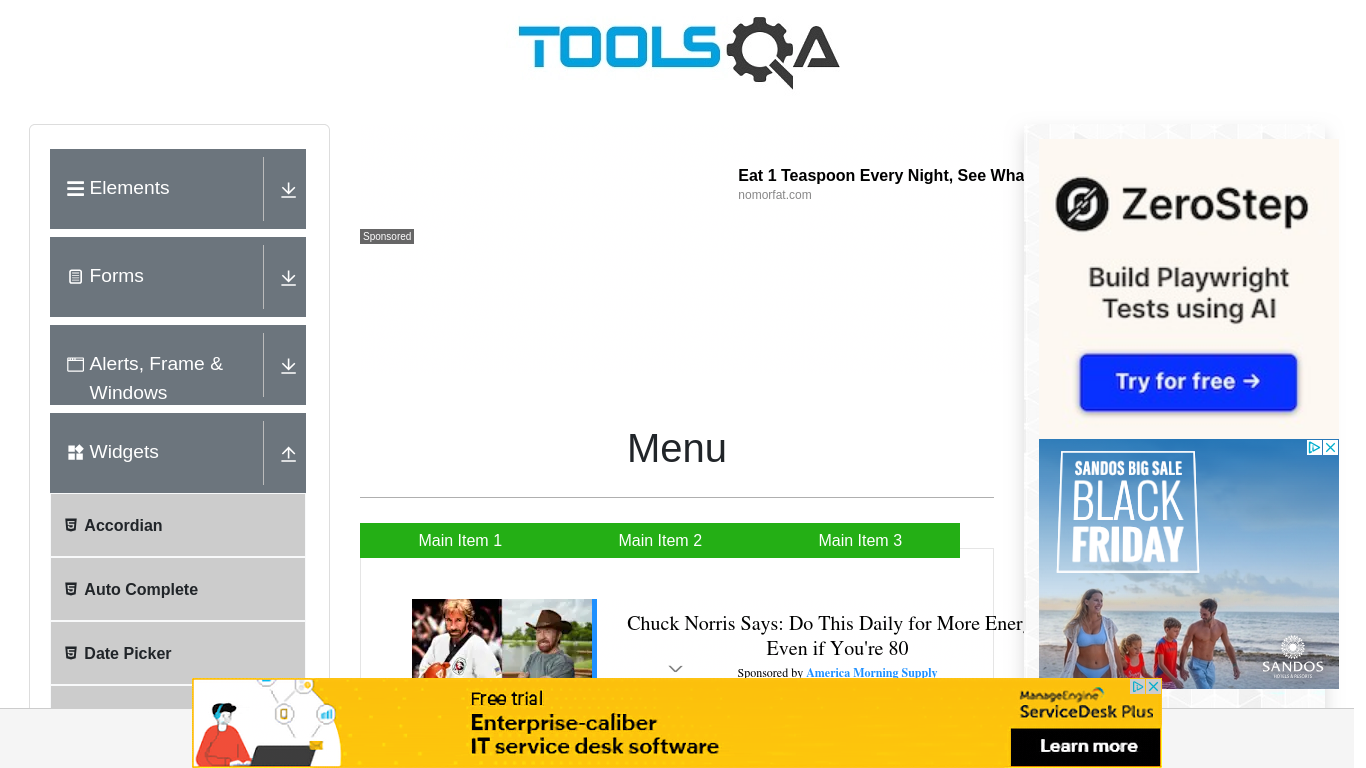 TOOLSQA
Elements
Forms
Alerts, Frame &
Windows
Widgets
Accordian
Auto Complete
Date Picker
Eat 1 Teaspoon Every Night, See Wha
nomorfat.com
Sponsored
Menu
Main Item 1
Main Item 2
Main Item 3
Chuck Norris Says: Do This Daily for More Energ
Even if You're 80
Sponsored by America Morning Supply
ZeroStep
Build Playwright
Tests using AI
Try for free →
SANDOS BIG SALE
BLACK
FRIDAY
SANDOS
HOTELS & RESORTS
Free trial
Enterprise-caliber
IT service desk software
ManageEngine
ServiceDesk Plus
Learn more